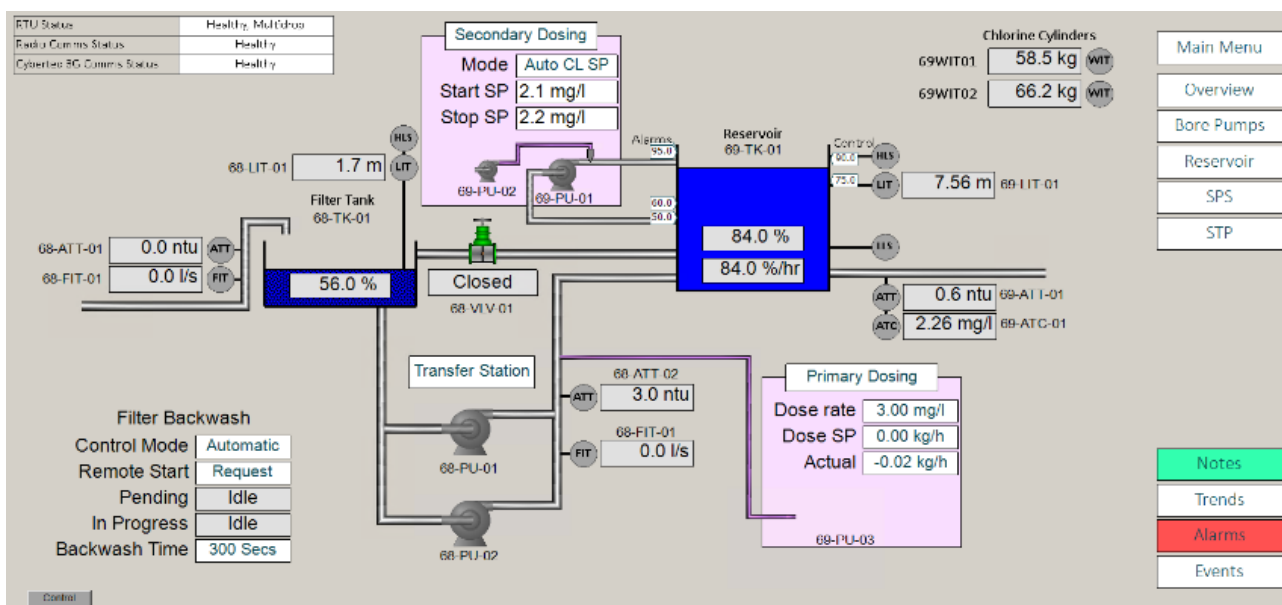 RTU Status Healthy, Multidrop
Radio Comms Status Healthy
Cybertec 3G Comms Status Healthy
Secondary Dosing
Mode Auto CL SP
Start SP 2.1 mg/l
Stop SP 2.2 mg/l
69-PU-02
69-PU-01
Chlorine Cylinders
69WIT01 58.5 kg WIT
69WIT02 66.2 kg WIT
Main Menu
Overview
Bore Pumps
Reservoir
SPS
STP
HLS
68-LIT-01 1.7 m LIT
Filter Tank
68-TK-01
68-ATT-01 0.0 ntu ATT
68-FIT-01 0.0 l/s FIT
56.0 %
Closed
68-VLV-01
Alarms
95.0
60.0
50.0
Reservoir
69-TK-01
Control
90.0 HLS
75.0 LIT 7.56 m 69-LIT-01
84.0 %
84.0 %/hr
LLS
ATT 0.6 ntu 69-ATT-01
ATC 2.26 mg/l 69-ATC-01
Transfer Station
68-ATT-02
ATT 3.0 ntu
68-FIT-01
FIT 0.0 l/s
68-PU-01
68-PU-02
Primary Dosing
Dose rate 3.00 mg/l
Dose SP 0.00 kg/h
Actual -0.02 kg/h
69-PU-03
Filter Backwash
Control Mode Automatic
Remote Start Request
Pending Idle
In Progress Idle
Backwash Time 300 Secs
Notes
Trends
Alarms
Events
Control